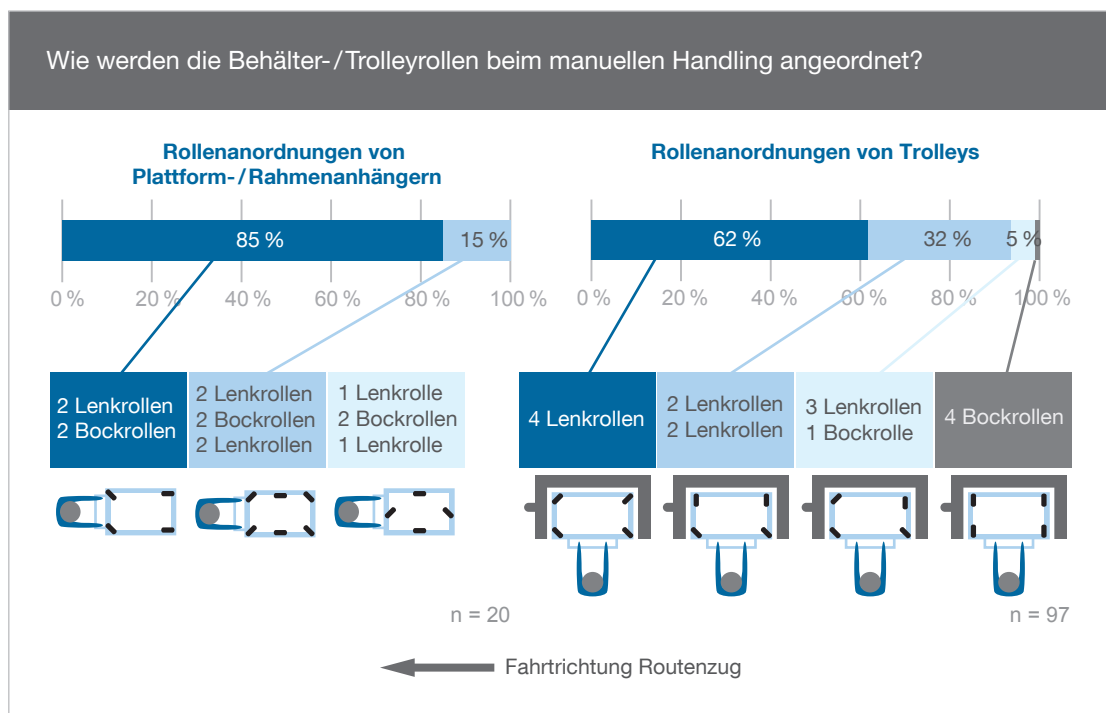 Wie werden die Behälter-/Trolleyrollen beim manuellen Handling angeordnet?
Rollenanordnungen von
Plattform-/Rahmenanhängern
85 %
15 %
0 %
20 %
40 %
60 %
80 %
100 %
2 Lenkrollen
2 Bockrollen
2 Lenkrollen
2 Bockrollen
2 Lenkrollen
1 Lenkrolle
2 Bockrollen
1 Lenkrolle
n = 20
Rollenanordnungen von Trolleys
62 %
32 %
5 %
0 %
20 %
40 %
60 %
80 %
100 %
4 Lenkrollen
2 Lenkrollen
2 Lenkrollen
3 Lenkrollen
1 Bockrolle
4 Bockrollen
n = 97
Fahrtrichtung Routenzug